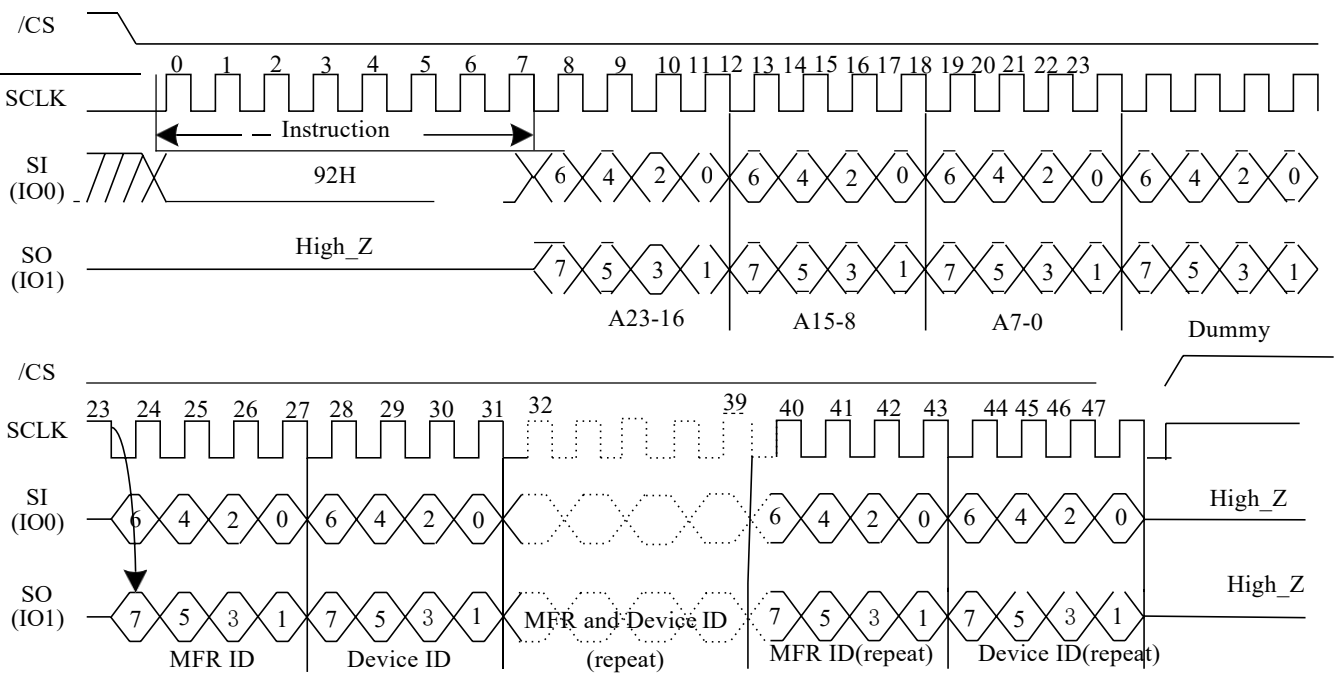 /CS
0 1 2 3 4 5 6 7 8 9 10 11 12 13 14 15 16 17 18 19 20 21 22 23
SCLK
Instruction
SI
(IO0)
92H
6 4 2 0 6 4 2 0 6 4 2 0 6 4 2 0
SO
(IO1)
High_Z
7 5 3 1 7 5 3 1 7 5 3 1 7 5 3 1
A23-16
A15-8
A7-0
Dummy
/CS
23 24 25 26 27 28 29 30 31 32 39 40 41 42 43 44 45 46 47
SCLK
SI
(IO0)
6 4 2 0 6 4 2 0 6 4 2 0 6 4 2 0
High_Z
SO
(IO1)
7 5 3 1 7 5 3 1 MFR and Device ID 7 5 3 1 7 5 3 1
High_Z
MFR ID
Device ID
(repeat)
MFR ID(repeat)
Device ID(repeat)